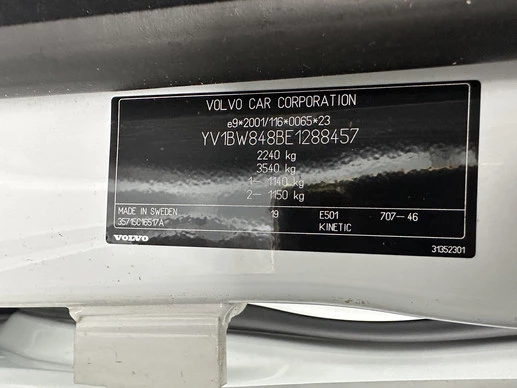 VOLVO CAR CORPORATION
e9*2001/116*0065*23
YV1BW848BE1288457
2240 kg
3540 kg
1- 1140 kg
2- 1150 kg
MADE IN SWEDEN 19 E501 707-46
35715C16517A KINETIC
VOLVO 31352301